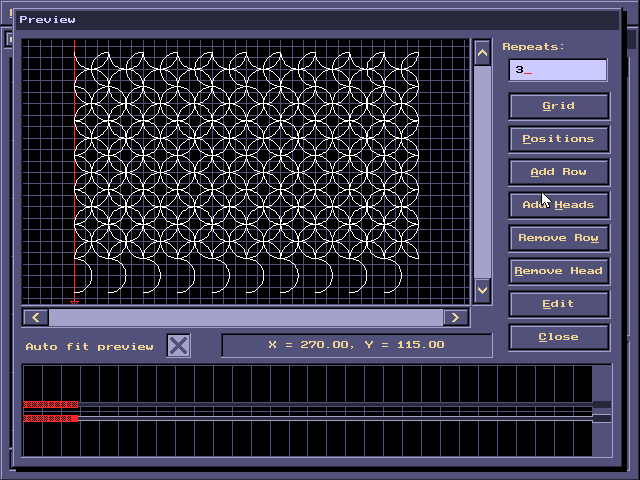 Preview
Repeats:
3_
Grid
Positions
Add Row
Add Heads
Remove Row
Remove Head
Edit
Close
Auto fit preview
X = 270.00, Y = 115.00